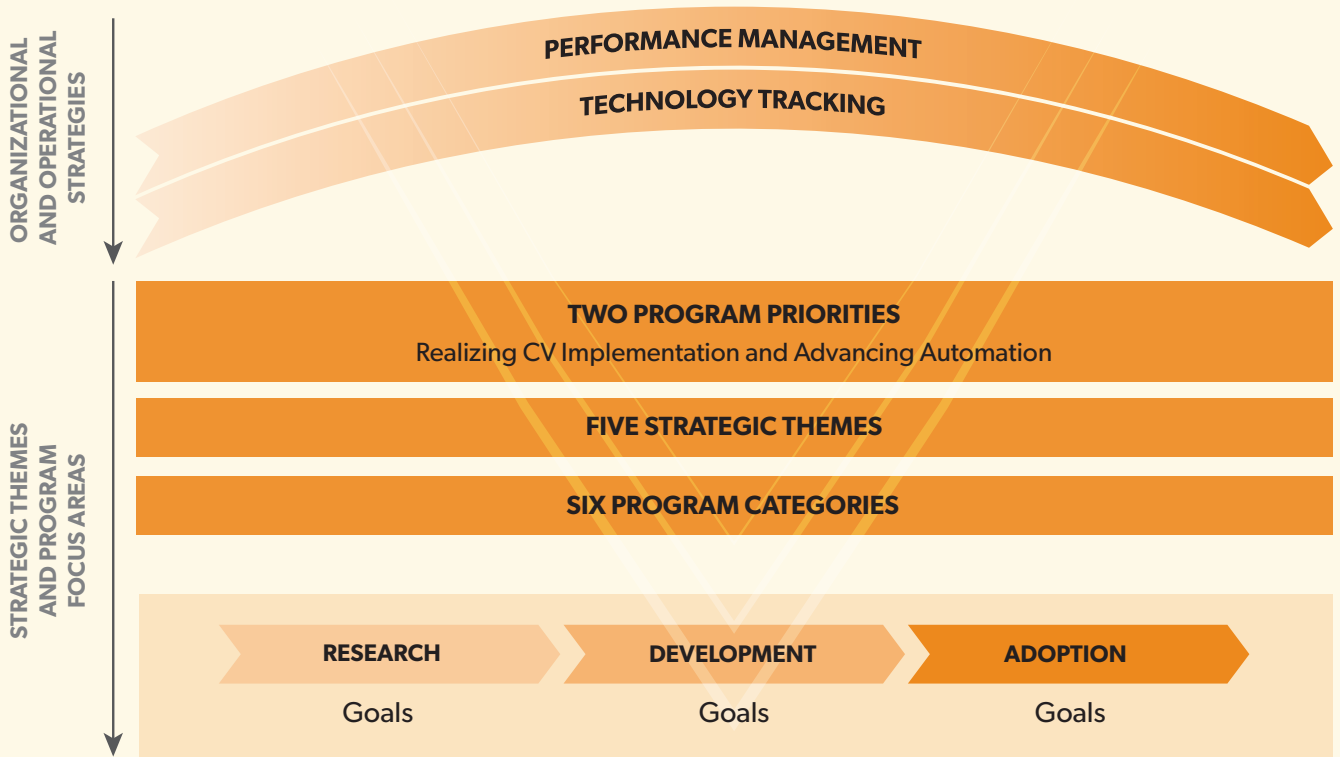 ORGANIZATIONAL
AND OPERATIONAL
STRATEGIES
PERFORMANCE MANAGEMENT
TECHNOLOGY TRACKING
STRATEGIC THEMES
AND PROGRAM
FOCUS AREAS
TWO PROGRAM PRIORITIES
Realizing CV Implementation and Advancing Automation
FIVE STRATEGIC THEMES
SIX PROGRAM CATEGORIES
RESEARCH
DEVELOPMENT
ADOPTION
Goals
Goals
Goals